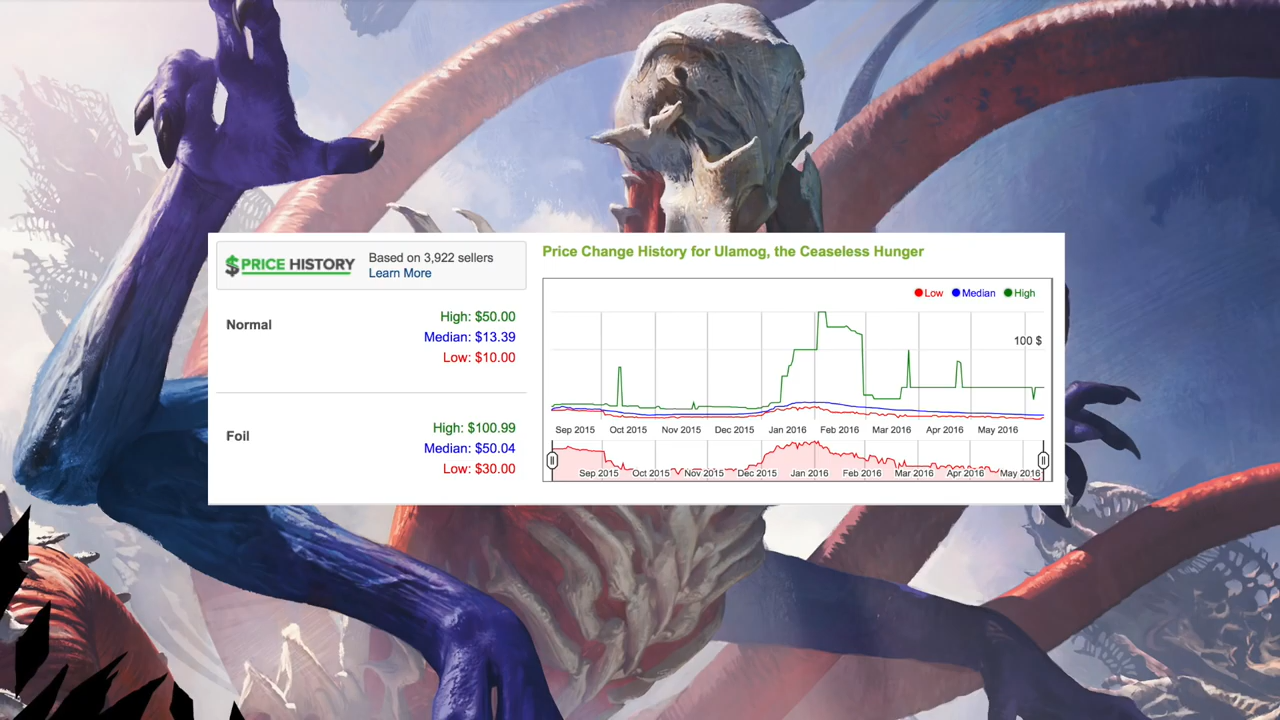 $PRICE HISTORY
Based on 3,922 sellers
Learn More
Normal
High: $50.00
Median: $13.39
Low: $10.00
Foil
High: $100.99
Median: $50.04
Low: $30.00
Price Change History for Ulamog, the Ceaseless Hunger
Low Median High
100 $
Sep 2015 Oct 2015 Nov 2015 Dec 2015 Jan 2016 Feb 2016 Mar 2016 Apr 2016 May 2016
Sep 2015 Oct 2015 Nov 2015 Dec 2015 Jan 2016 Feb 2016 Mar 2016 Apr 2016 May 2016